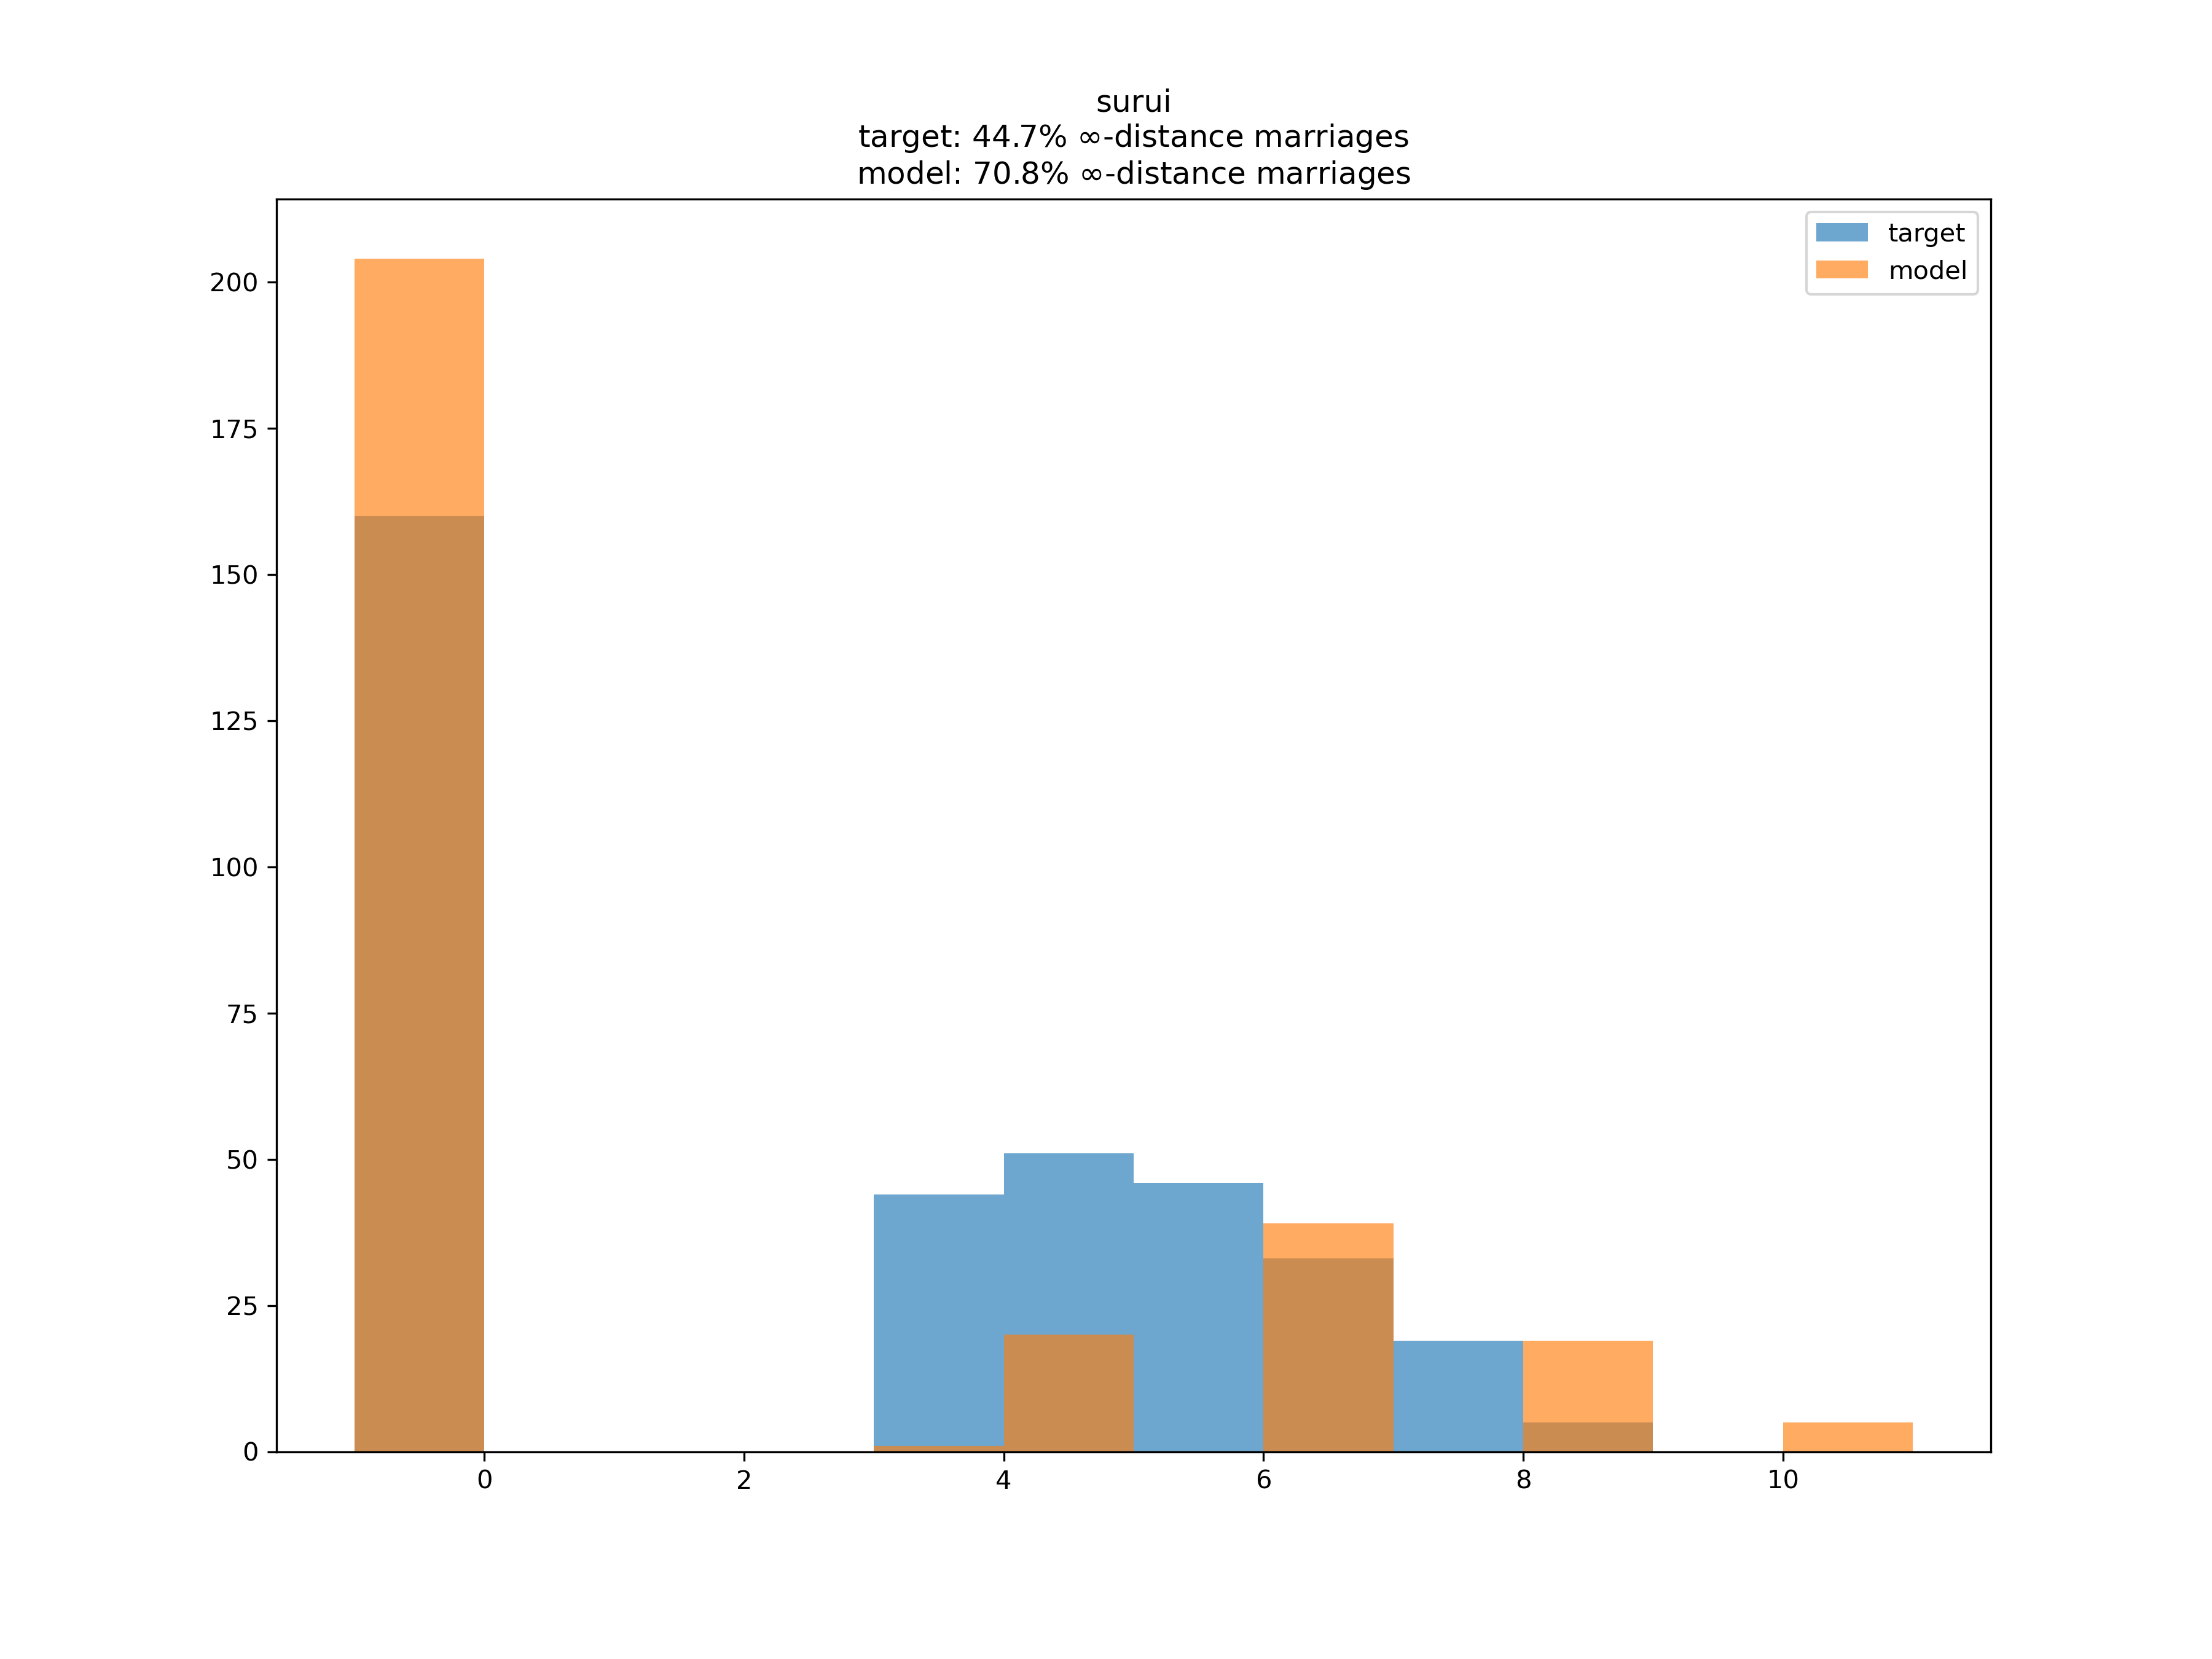 surui
target: 44.7% ∞-distance marriages
model: 70.8% ∞-distance marriages
target
model
200
175
150
125
100
75
50
25
0
0 2 4 6 8 10